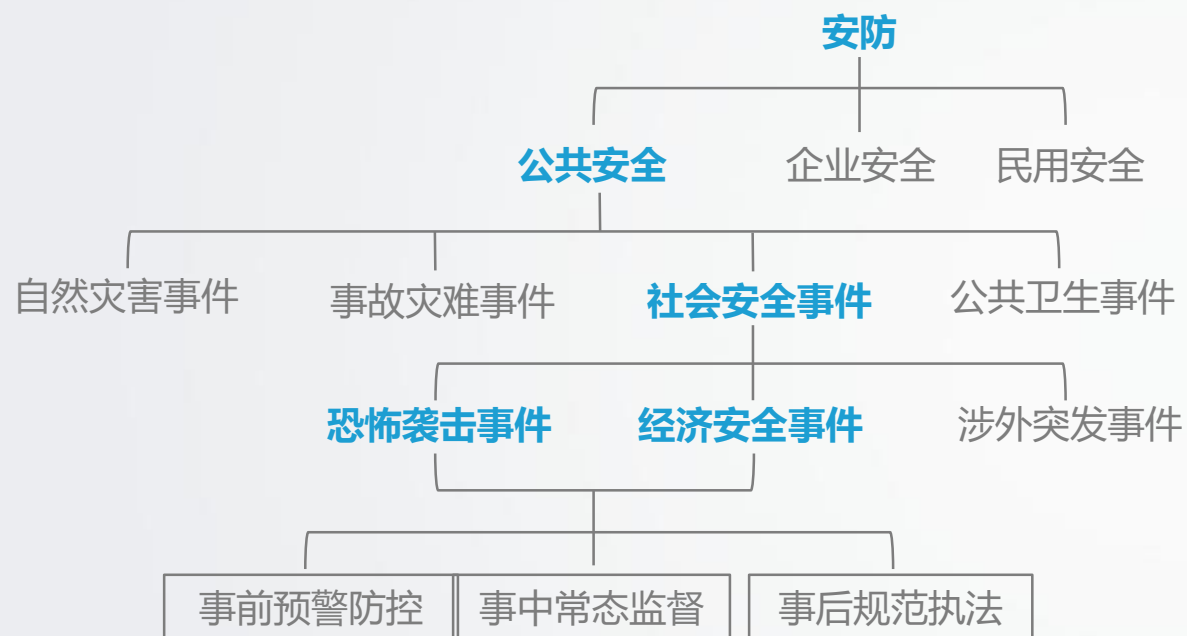 安防
公共安全 企业安全 民用安全
自然灾害事件 事故灾难事件 社会安全事件 公共卫生事件
恐怖袭击事件 经济安全事件 涉外突发事件
事前预警防控 事中常态监督 事后规范执法